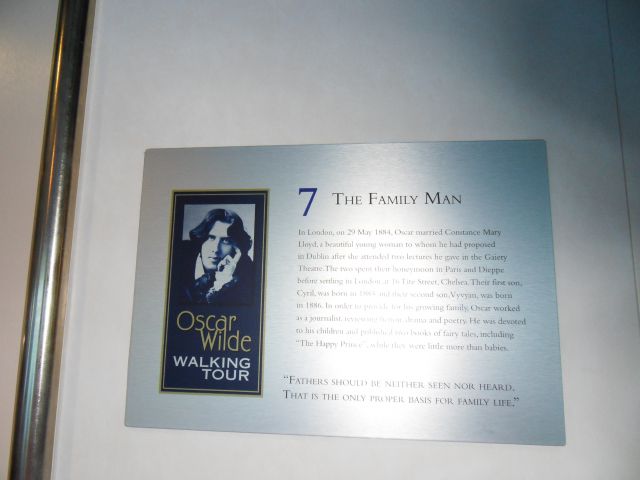 Oscar
Wilde
WALKING
TOUR
7 THE FAMILY MAN
In London, on 29 May 1884, Oscar married Constance Mary
Lloyd, a beautiful young woman to whom he had proposed
in Dublin after she attended two lectures he gave in the Gaiety
Theatre. The two spent their honeymoon in Paris and Dieppe
before settling in London at 16 Tite Street, Chelsea. Their first son,
Cyril, was born in 1885 and their second son, Vyvyan, was born
in 1886. In order to provide for his growing family, Oscar worked
as a journalist, reviewing fiction, drama and poetry. He was devoted
to his children and published two books of fairy tales, including
"The Happy Prince", while they were little more than babies.
"FATHERS SHOULD BE NEITHER SEEN NOR HEARD.
THAT IS THE ONLY PROPER BASIS FOR FAMILY LIFE."